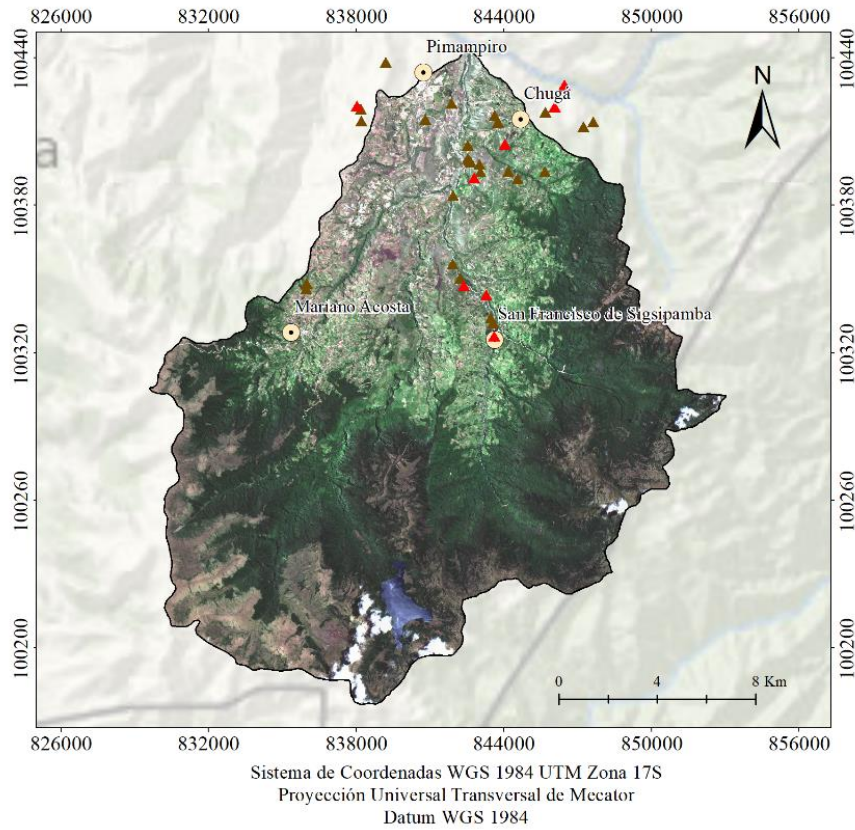 826000 832000 838000 844000 850000 856000
Pimampiro
100440
100440
N
Chuga
100380
100380
Mariano Acosta
San Francisco de Sigsipamba
100320
100320
100260
100260
100200
100200
0 4 8 Km
826000 832000 838000 844000 850000 856000
Sistema de Coordenadas WGS 1984 UTM Zona 17S
Proyección Universal Transversal de Mecator
Datum WGS 1984